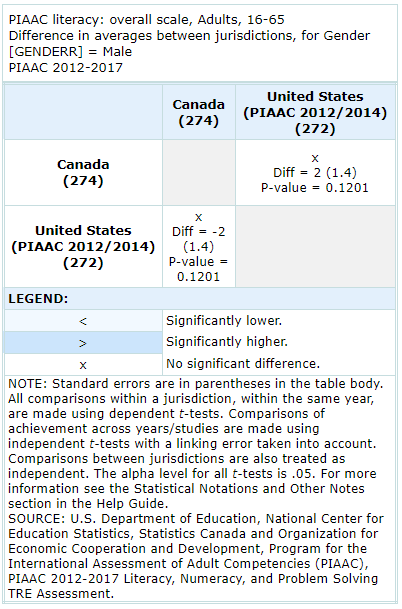 PIAAC literacy: overall scale, Adults, 16-65
Difference in averages between jurisdictions, for Gender
[GENDERR] = Male
PIAAC 2012-2017
Canada
(274)
United States
(PIAAC 2012/2014)
(272)
Canada
(274)
x
Diff = 2 (1.4)
P-value = 0.1201
United States
(PIAAC 2012/2014)
(272)
x
Diff = -2
(1.4)
P-value =
0.1201
LEGEND:
< Significantly lower.
> Significantly higher.
x No significant difference.
NOTE: Standard errors are in parentheses in the table body.
All comparisons within a jurisdiction, within the same year,
are made using dependent t-tests. Comparisons of
achievement across years/studies are made using
independent t-tests with a linking error taken into account.
Comparisons between jurisdictions are also treated as
independent. The alpha level for all t-tests is .05. For more
information see the Statistical Notations and Other Notes
section in the Help Guide.
SOURCE: U.S. Department of Education, National Center for
Education Statistics, Statistics Canada and Organization for
Economic Cooperation and Development, Program for the
International Assessment of Adult Competencies (PIAAC),
PIAAC 2012-2017 Literacy, Numeracy, and Problem Solving
TRE Assessment.